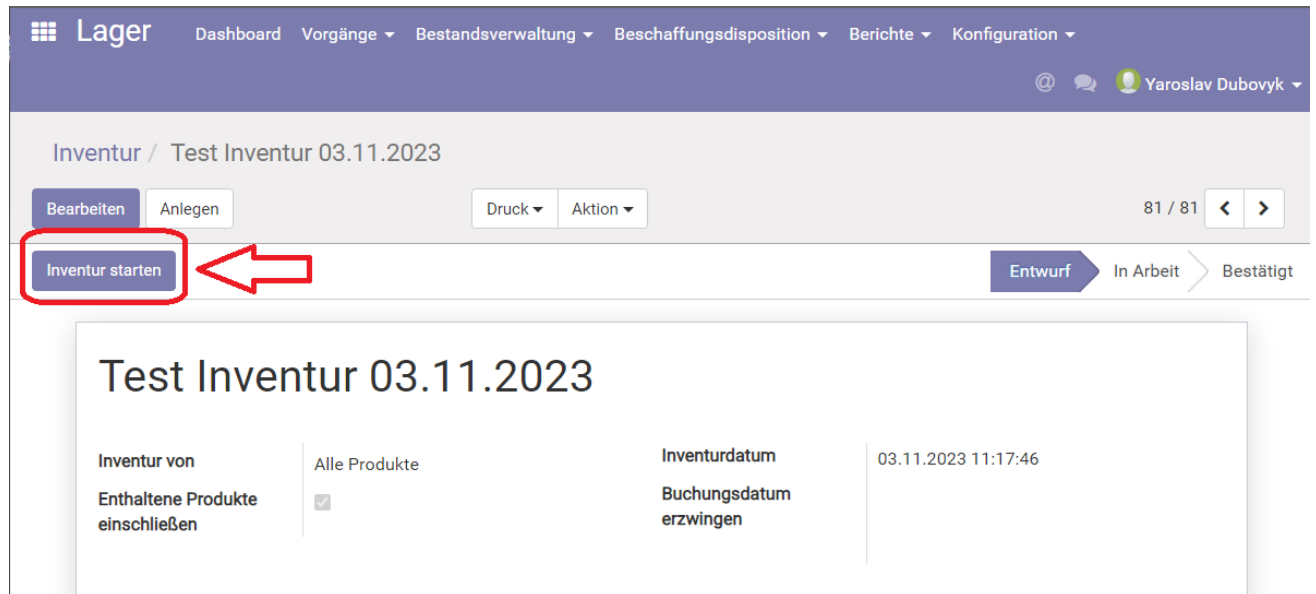 Lager Dashboard Vorgänge Bestandsverwaltung Beschaffungsdisposition Berichte Konfiguration
@ Yaroslav Dubovyk
Inventur / Test Inventur 03.11.2023
Bearbeiten Anlegen Druck Aktion 81 / 81
Inventur starten Entwurf In Arbeit Bestätigt
Test Inventur 03.11.2023
Inventur von Alle Produkte Inventurdatum 03.11.2023 11:17:46
Enthaltene Produkte Buchungsdatum
einschließen erzwingen